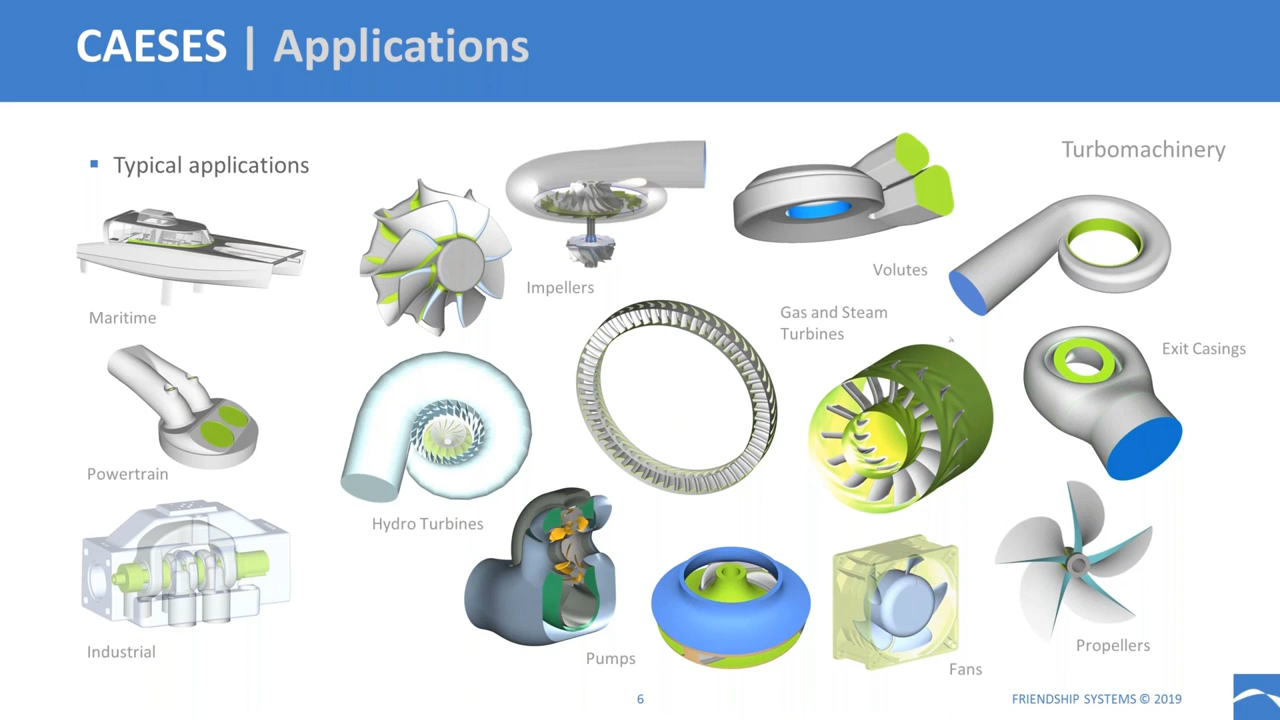 CAESES | Applications
Typical applications
Turbomachinery
Maritime
Impellers
Volutes
Gas and Steam
Turbines
Exit Casings
Powertrain
Hydro Turbines
Industrial
Pumps
Fans
Propellers
6
FRIENDSHIP SYSTEMS © 2019